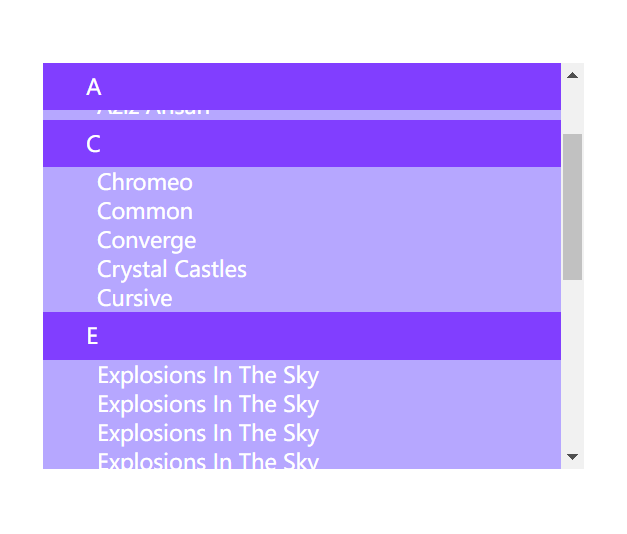 A
C
Chromeo
Common
Converge
Crystal Castles
Cursive
E
Explosions In The Sky
Explosions In The Sky
Explosions In The Sky
Explosions In The Sky